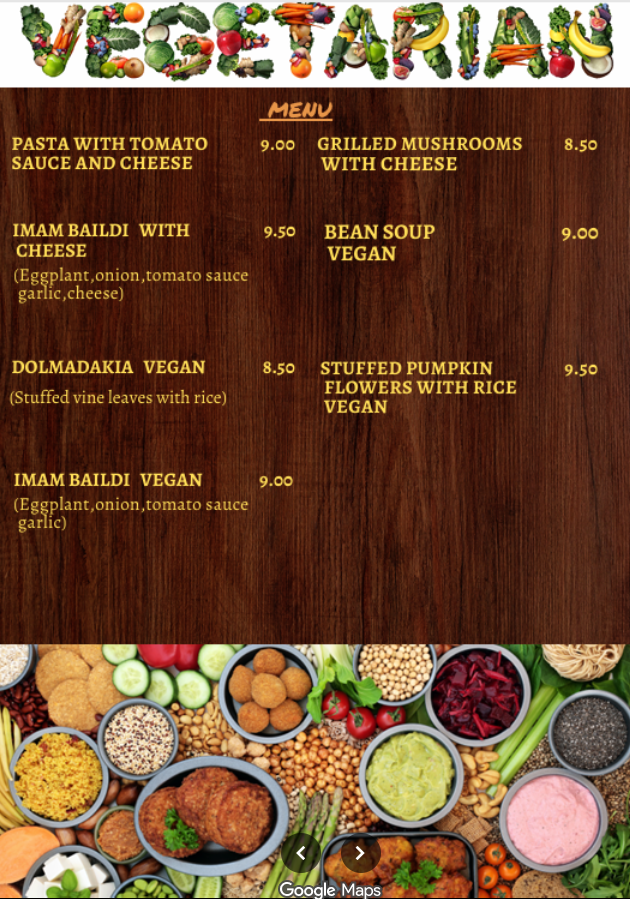 VEGETARIAN
MENU
PASTA WITH TOMATO 9.00
SAUCE AND CHEESE
IMAM BAILDI WITH 9.50
CHEESE
(Eggplant,onion,tomato sauce
garlic,cheese)
DOLMADAKIA VEGAN 8.50
(Stuffed vine leaves with rice)
IMAM BAILDI VEGAN 9.00
(Eggplant,onion,tomato sauce
garlic)
GRILLED MUSHROOMS 8.50
WITH CHEESE
BEAN SOUP 9.00
VEGAN
STUFFED PUMPKIN 9.50
FLOWERS WITH RICE
VEGAN
Google Maps